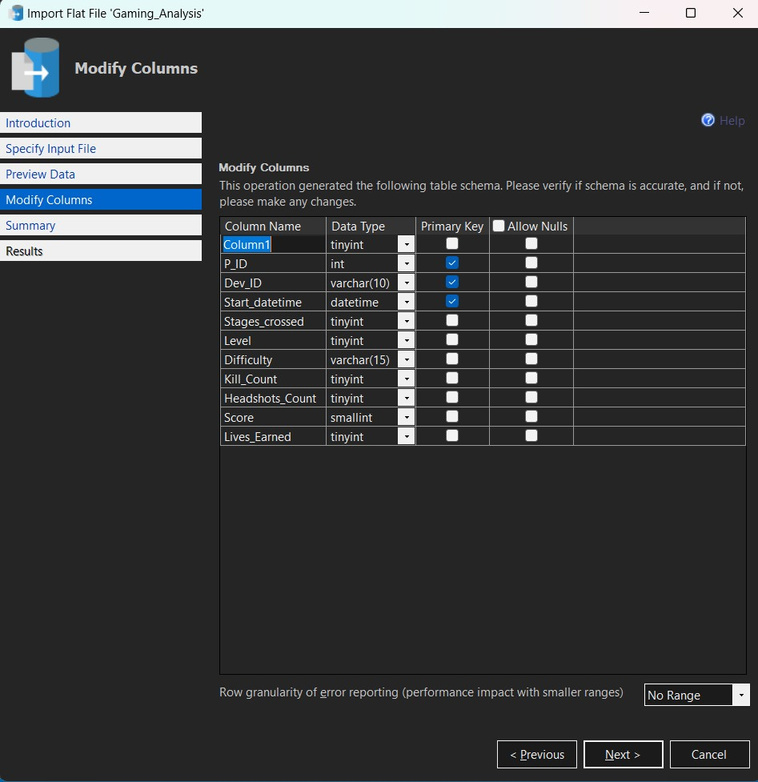 Import Flat File 'Gaming_Analysis'
Modify Columns
Introduction
Specify Input File
Preview Data
Modify Columns
Summary
Results
Help
Modify Columns
This operation generated the following table schema. Please verify if schema is accurate, and if not,
please make any changes.
Column Name Data Type Primary Key Allow Nulls
Column1 tinyint
P_ID int
Dev_ID varchar(10)
Start_datetime datetime
Stages_crossed tinyint
Level tinyint
Difficulty varchar(15)
Kill_Count tinyint
Headshots_Count tinyint
Score smallint
Lives_Earned tinyint
Row granularity of error reporting (performance impact with smaller ranges) No Range
< Previous Next > Cancel